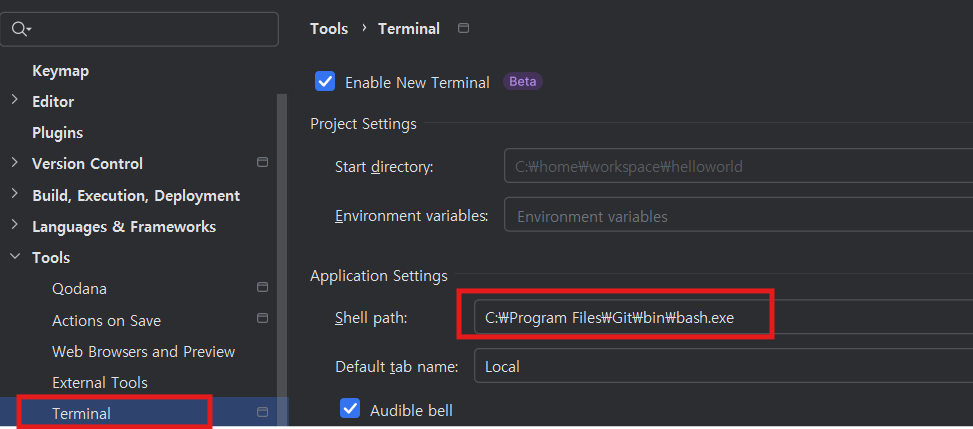 Tools › Terminal
Keymap
Editor
Plugins
Version Control
Build, Execution, Deployment
Languages & Frameworks
Tools
Qodana
Actions on Save
Web Browsers and Preview
External Tools
Terminal
Enable New Terminal Beta
Project Settings
Start directory: C:₩home₩workspace₩helloworld
Environment variables: Environment variables
Application Settings
Shell path: C:₩Program Files₩Git₩bin₩bash.exe
Default tab name: Local
Audible bell